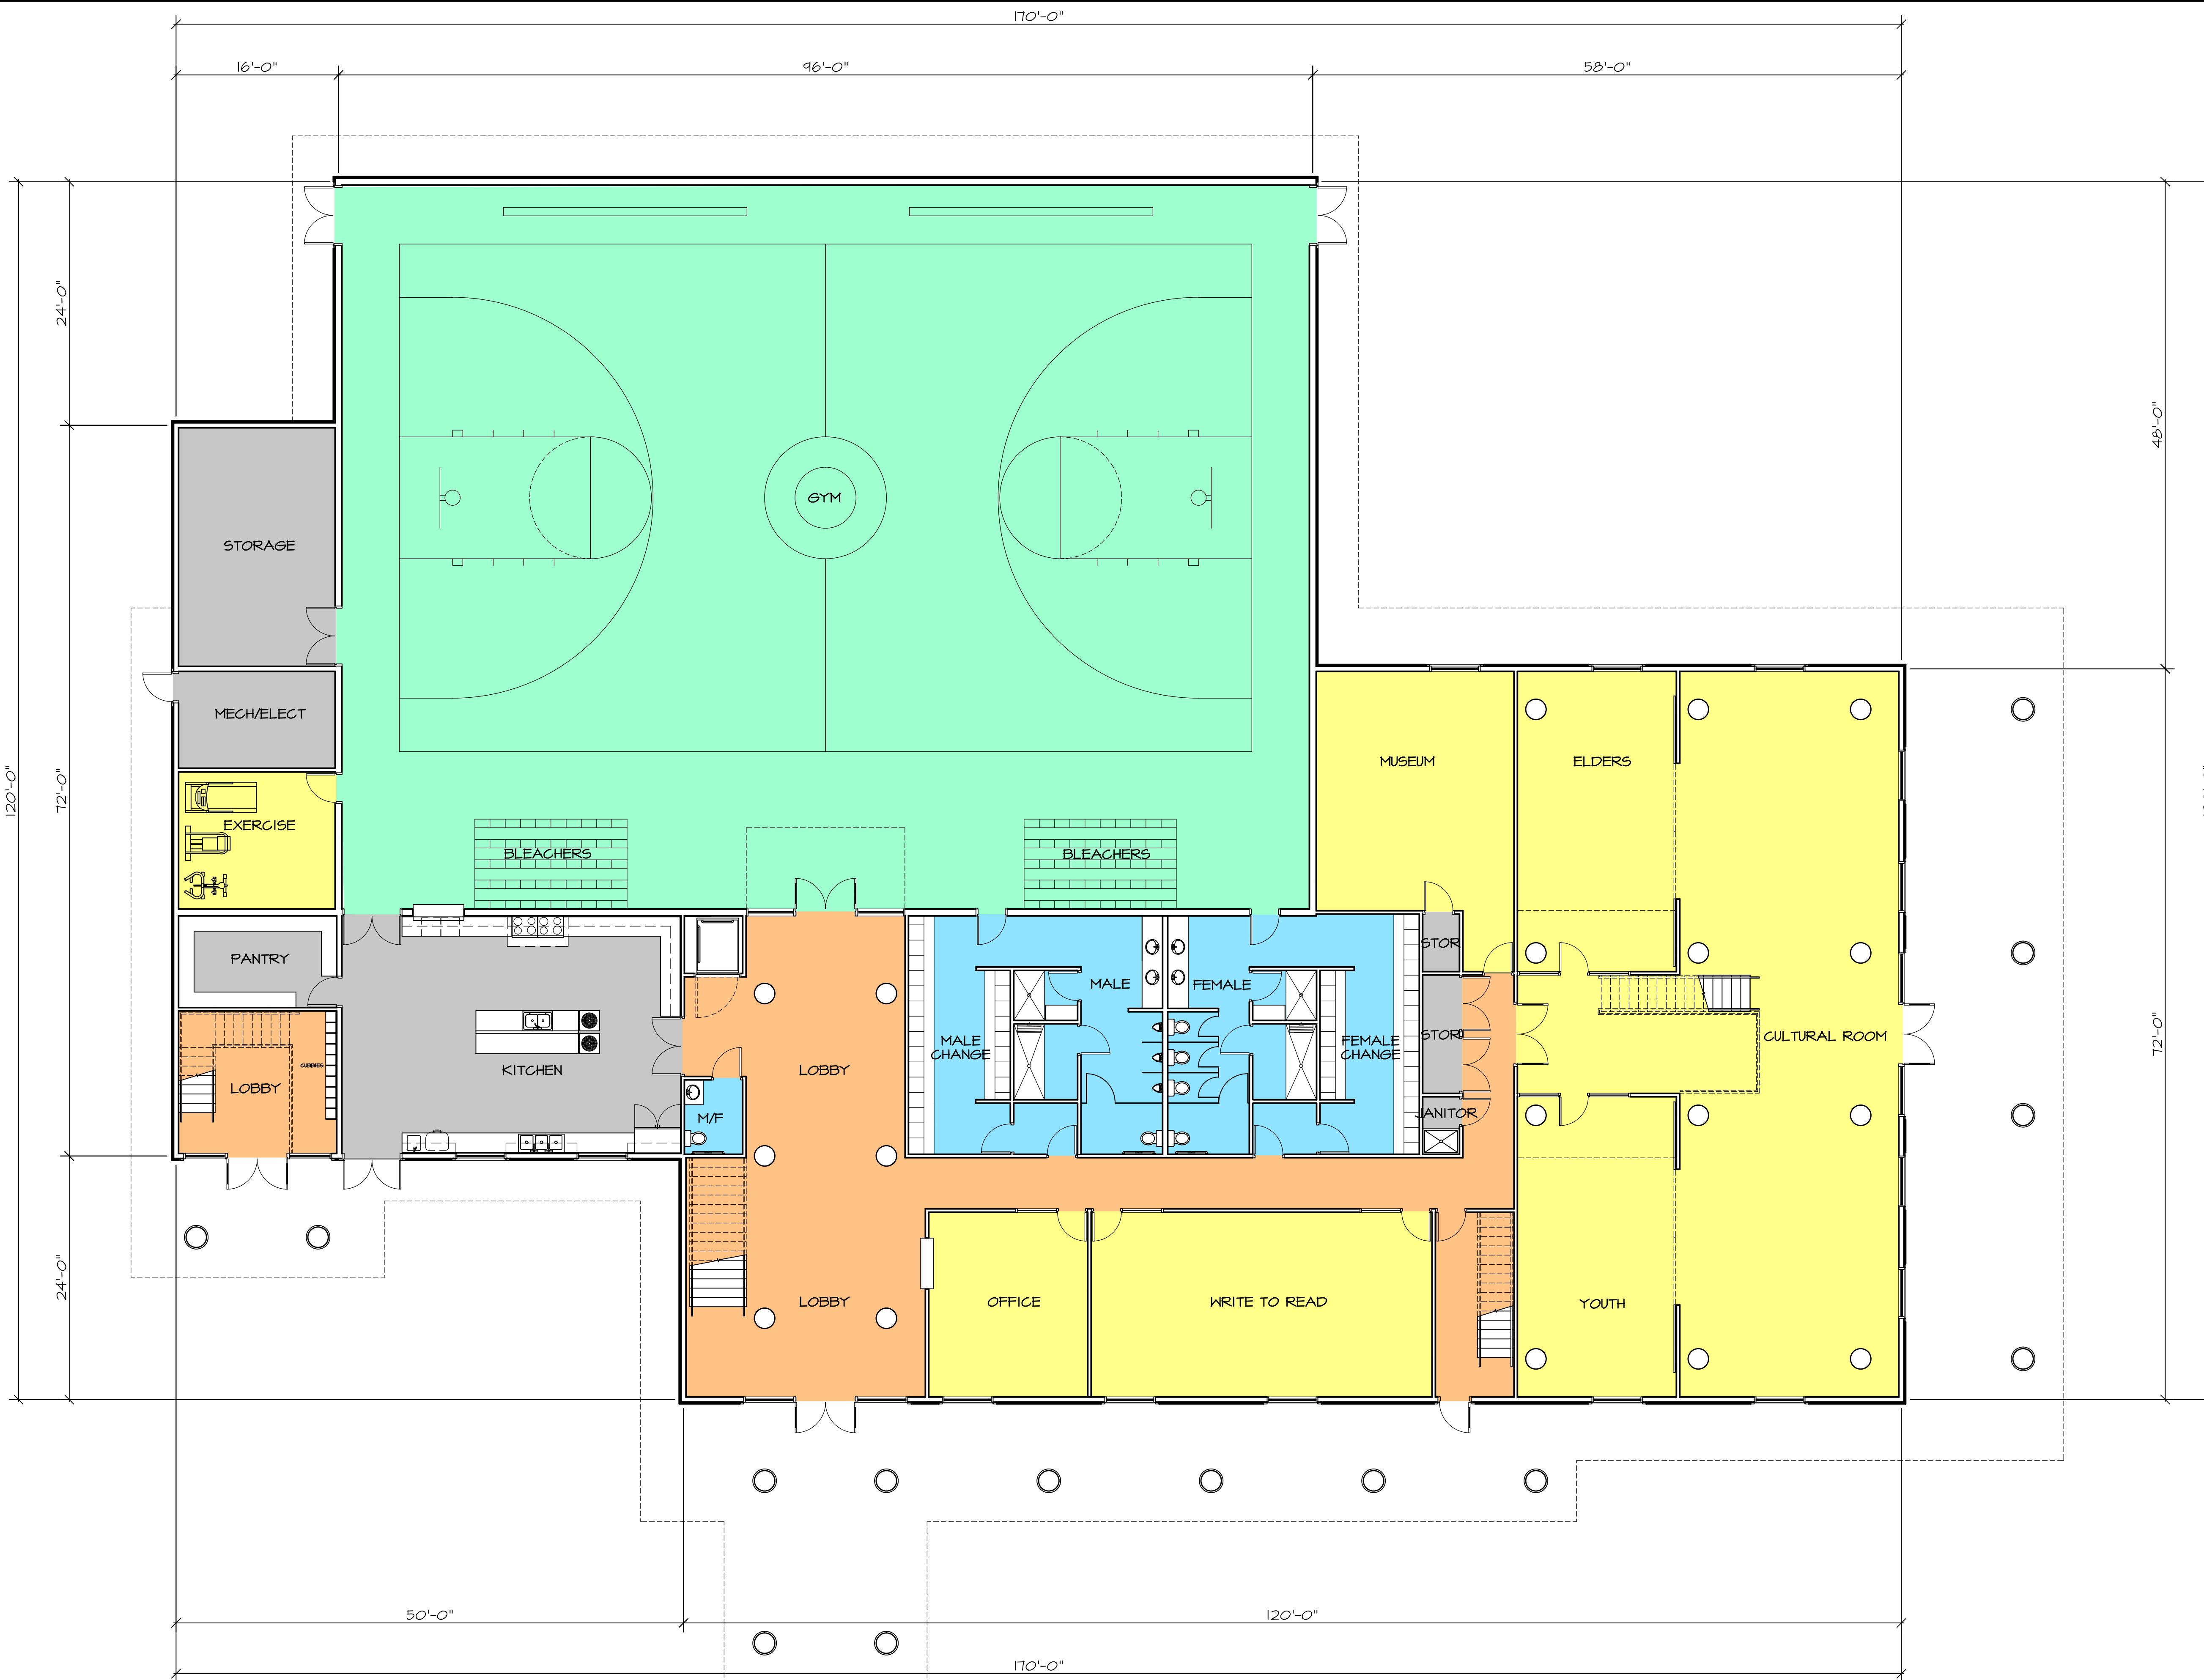 170'-0"
16'-0"
96'-0"
58'-0"
24'-0"
48'-0"
GYM
STORAGE
MECH/ELECT
MUSEUM
ELDERS
120'-0"
72'-0"
EXERCISE
BLEACHERS
BLEACHERS
PANTRY
STOR
MALE
FEMALE
STOR
CULTURAL ROOM
72'-0"
MALE
CHANGE
FEMALE
CHANGE
CUBBIES
LOBBY
KITCHEN
LOBBY
M/F
JANITOR
24'-0"
LOBBY
OFFICE
WRITE TO READ
YOUTH
50'-0"
120'-0"
170'-0"